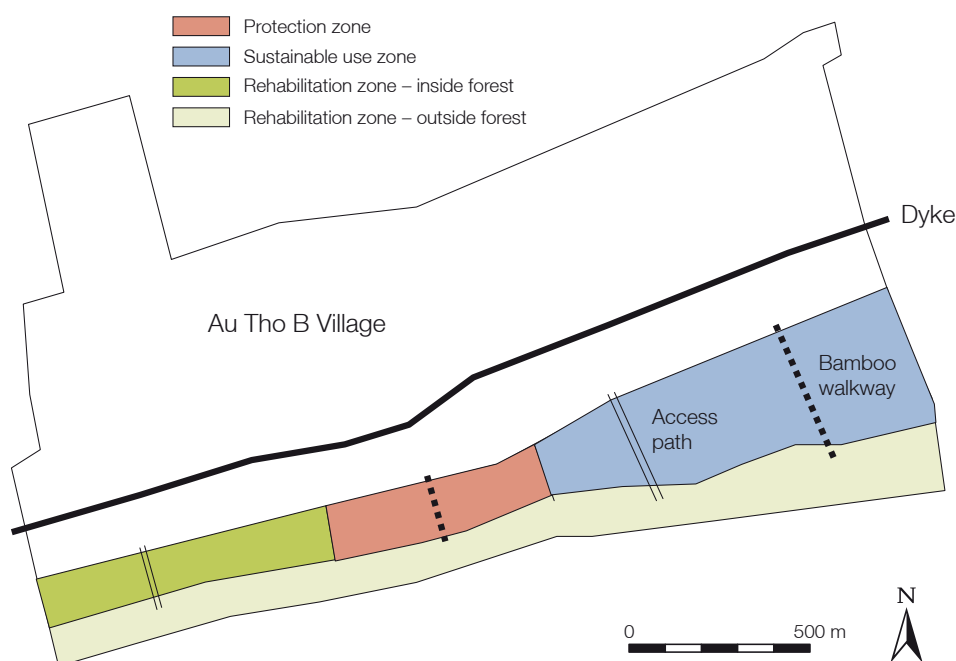 Protection zone
Sustainable use zone
Rehabilitation zone – inside forest
Rehabilitation zone – outside forest
Dyke
Au Tho B Village
Bamboo
walkway
Access
path
N
0 500 m